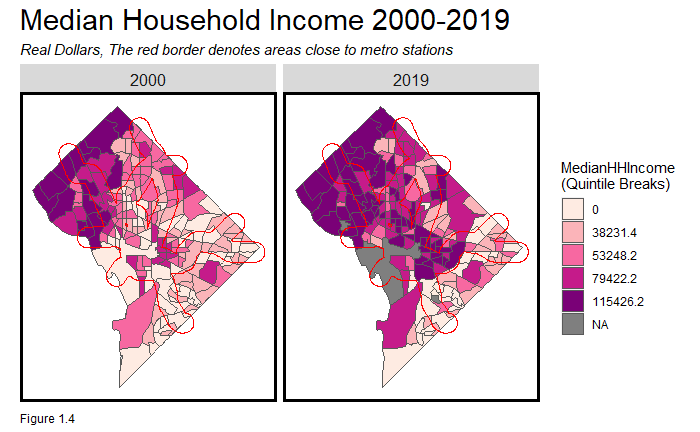 Median Household Income 2000-2019
Real Dollars, The red border denotes areas close to metro stations
2000
2019
MedianHHIncome
(Quintile Breaks)
0
38231.4
53248.2
79422.2
115426.2
NA
Figure 1.4